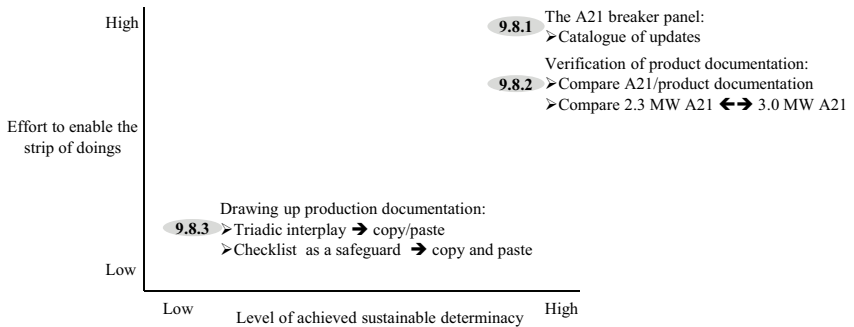 High
9.8.1
The A21 breaker panel:
➢Catalogue of updates
Verification of product documentation:
9.8.2
➢Compare A21/product documentation
➢Compare 2.3 MW A21 🡨🡪 3.0 MW A21
Effort to enable the
strip of doings
Drawing up production documentation:
9.8.3
➢Triadic interplay ➔ copy/paste
➢Checklist as a safeguard ➔ copy and paste
Low
Low
Level of achieved sustainable determinacy
High